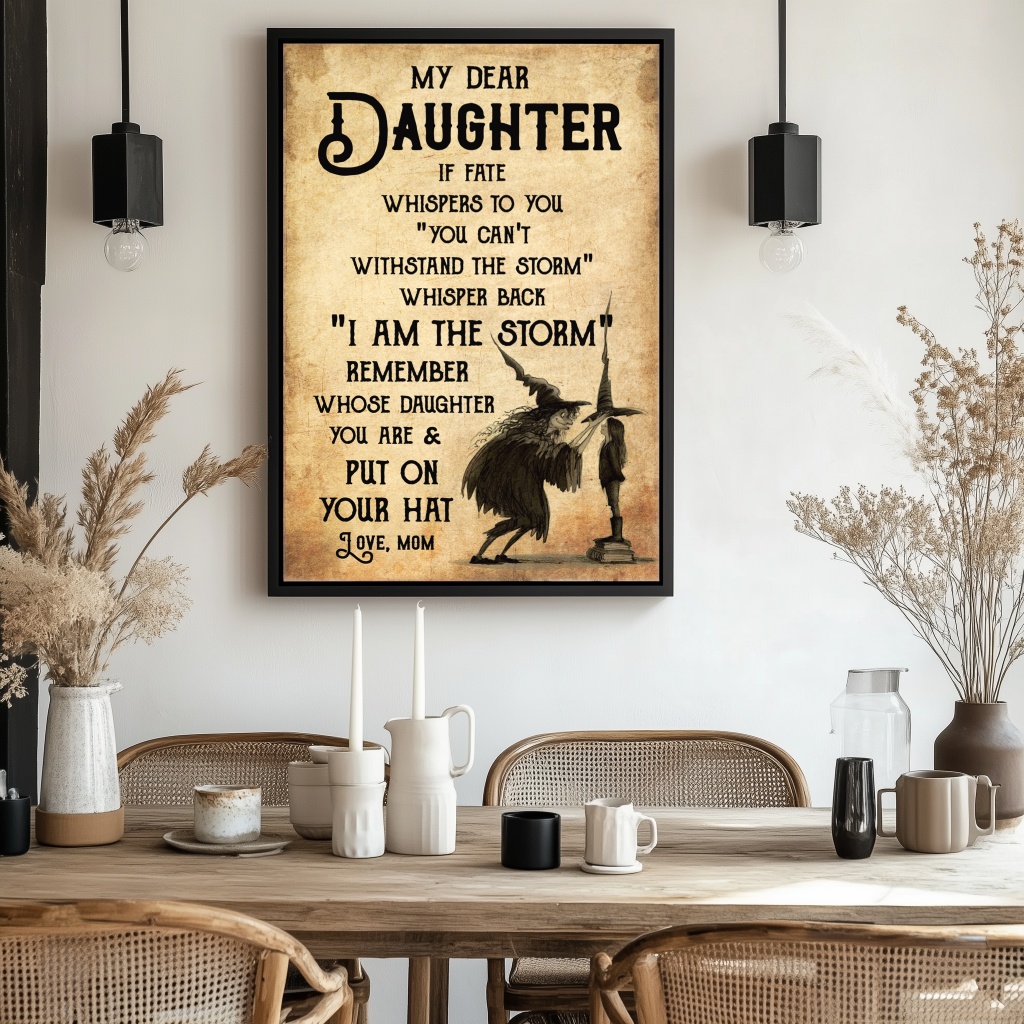 MY DEAR
DAUGHTER
IF FATE
WHISPERS TO YOU
"YOU CAN'T
WITHSTAND THE STORM"
WHISPER BACK
"I AM THE STORM"
REMEMBER
WHOSE DAUGHTER
YOU ARE &
PUT ON
YOUR HAT
LOVE, MOM